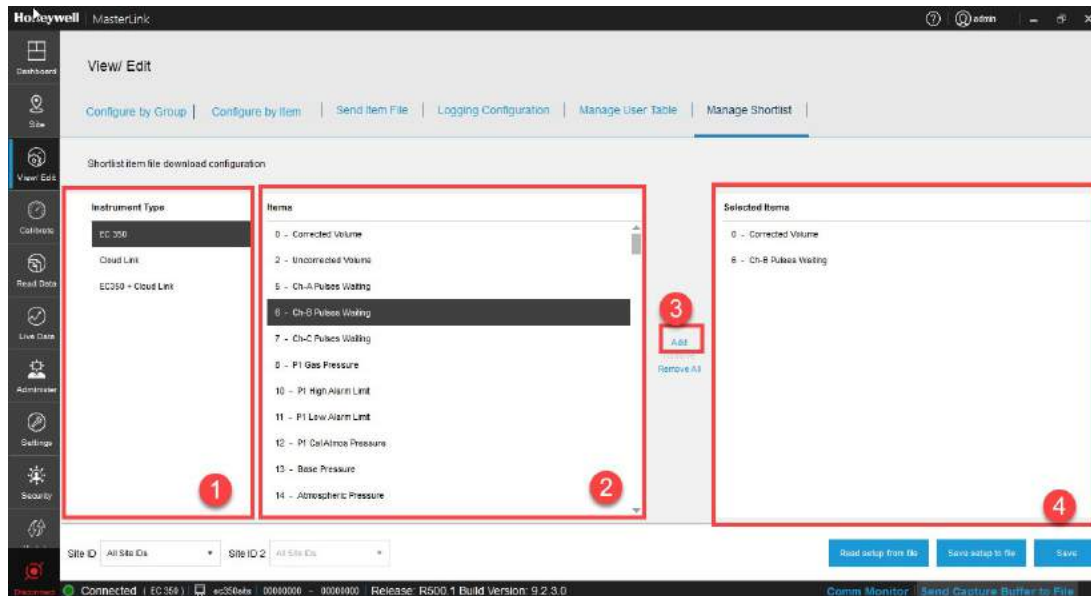 Honeywell | MasterLink
admin
Dashboard
Site
View/ Edit
Calibrate
Read Data
Live Data
Administer
Settings
Security
Disconnect
View/ Edit
Configure by Group | Configure by Item | Send Item File | Logging Configuration | Manage User Table | Manage Shortlist |
Shortlist item file download configuration
Instrument Type
EC 350
Cloud Link
EC350 + Cloud Link
1
Items
0 - Corrected Volume
2 - Uncorrected Volume
5 - Ch-A Pulses Waiting
6 - Ch-B Pulses Waiting
7 - Ch-C Pulses Waiting
8 - P1 Gas Pressure
10 - P1 High Alarm Limit
11 - P1 Low Alarm Limit
12 - P1 CalAtmos Pressure
13 - Base Pressure
14 - Atmospheric Pressure
2
3
Add
Remove All
Selected Items
0 - Corrected Volume
6 - Ch-B Pulses Waiting
4
Site ID All Site IDs Site ID 2 All Site IDs
Read setup from file Save setup to file Save
Connected ( EC 350 ) 00000000 - 00000000 Release: R500.1 Build Version: 9.2.3.0 Comm Monitor Send Capture Buffer to File